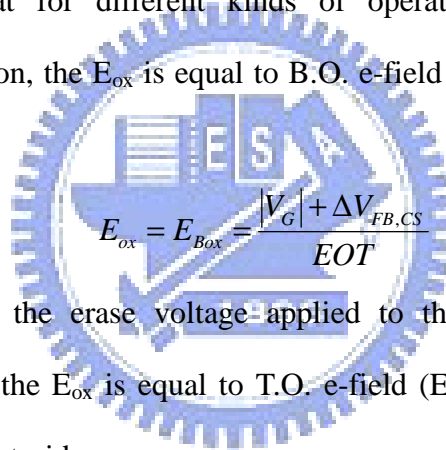 at for different kinds of operat
on, the E_ox is equal to B.O. e-field
E S A
E_ox = E_Box = (|V_G| + ΔV_FB,CS) / EOT
the erase voltage applied to th
the E_ox is equal to T.O. e-field (E